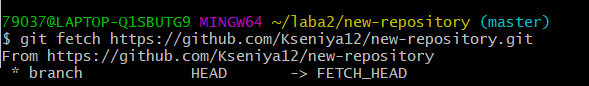 79037@LAPTOP-Q1SBUTG9 MINGW64 ~/laba2/new-repository (master)
$ git fetch https://github.com/Kseniya12/new-repository.git
From https://github.com/Kseniya12/new-repository
 * branch            HEAD       -> FETCH_HEAD